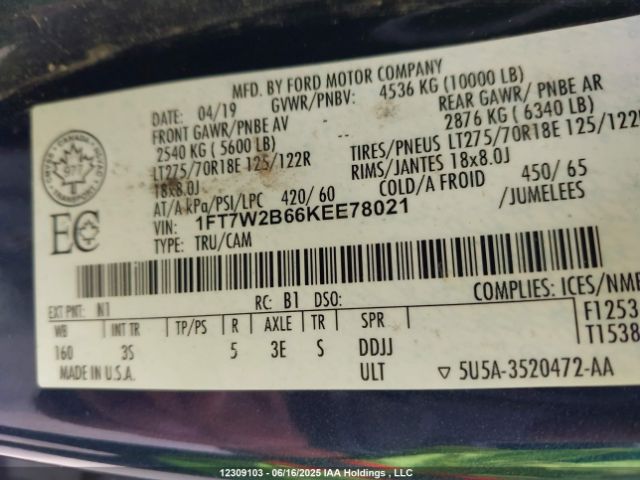 MFD. BY FORD MOTOR COMPANY
DATE: 04/19 GVWR/PNBV: 4536 KG (10000 LB)
FRONT GAWR/PNBE AV REAR GAWR/ PNBE AR
2540 KG ( 5600 LB) 2876 KG ( 6340 LB)
LT275/70R18E 125/122R TIRES/PNEUS LT275/70R18E 125/122
18x8.0J RIMS/JANTES 18x8.0J
AT/A kPa/PSI/LPC 420/ 60 COLD/A FROID 450/ 65
VIN: 1FT7W2B66KEE78021 /JUMELEES
TYPE: TRU/CAM
CANADA
977
TRANSPORT
EC
COMPLIES: ICES/NMB
EXT PNT: N1 RC: B1 DSO:
WB INT TR TP/PS R AXLE TR SPR F1253
160 3S 5 3E S DDJJ T1538
MADE IN U.S.A. ULT ▽ 5U5A-3520472-AA
12309103 - 06/16/2025 - IAA Holdings , LLC